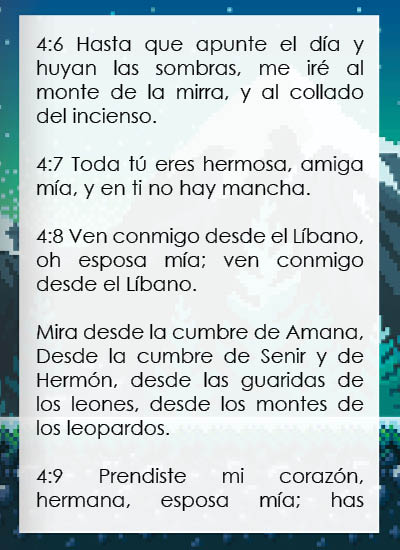 4:6 Hasta que apunte el día y
huyan las sombras, me iré al
monte de la mirra, y al collado
del incienso.
4:7 Toda tú eres hermosa, amiga
mía, y en ti no hay mancha.
4:8 Ven conmigo desde el Líbano,
oh esposa mía; ven conmigo
desde el Líbano.
Mira desde la cumbre de Amana,
Desde la cumbre de Senir y de
Hermón, desde las guaridas de
los leones, desde los montes de
los leopardos.
4:9 Prendiste mi corazón,
hermana, esposa mía; has